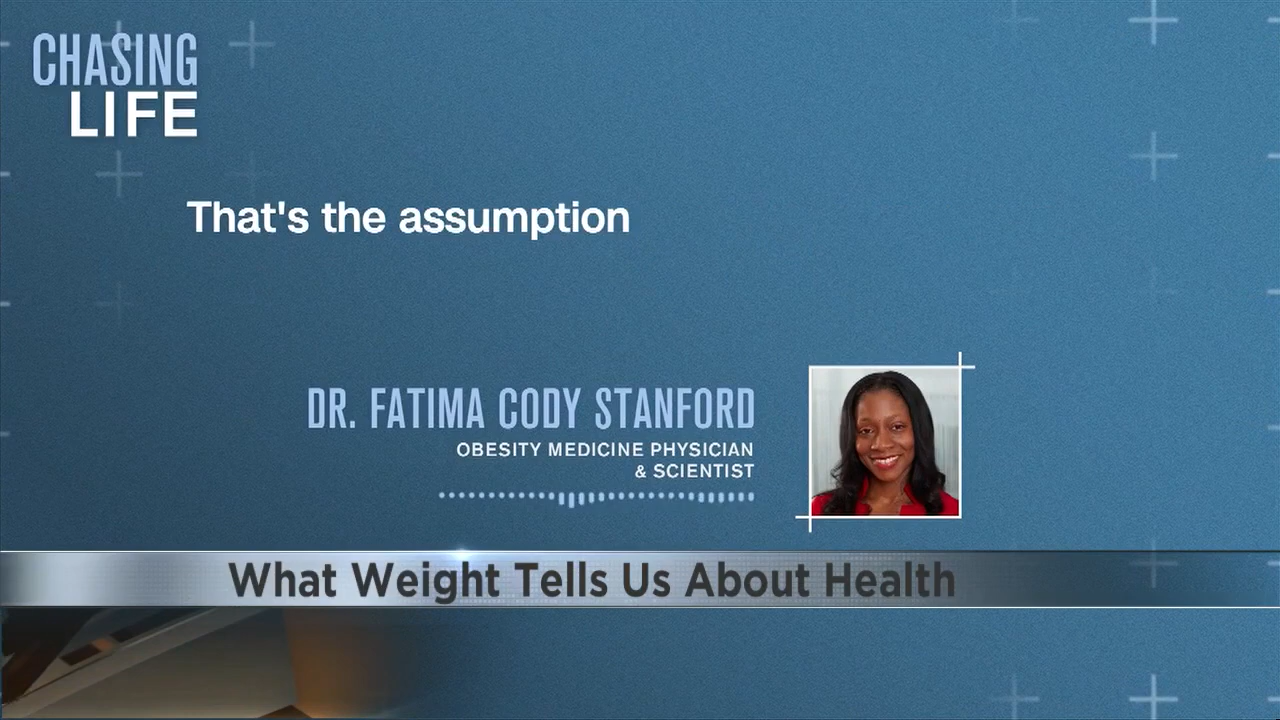 CHASING
LIFE
That's the assumption
DR. FATIMA CODY STANFORD
OBESITY MEDICINE PHYSICIAN
& SCIENTIST
What Weight Tells Us About Health